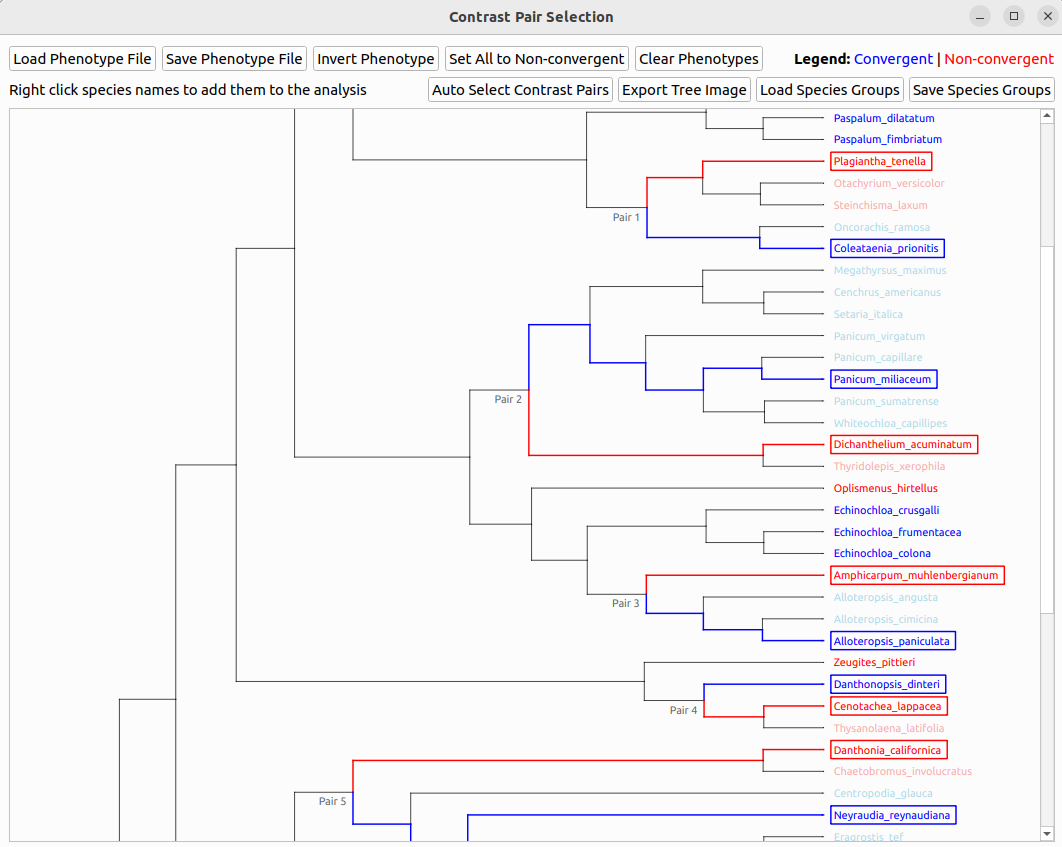 Contrast Pair Selection
Load Phenotype File Save Phenotype File Invert Phenotype Set All to Non-convergent Clear Phenotypes Legend: Convergent | Non-convergent
Right click species names to add them to the analysis Auto Select Contrast Pairs Export Tree Image Load Species Groups Save Species Groups
Paspalum_dilatatum
Paspalum_fimbriatum
Plagiantha_tenella
Otachyrium_versicolor
Steinchisma_laxum
Pair 1
Oncorachis_ramosa
Coleataenia_prionitis
Megathyrsus_maximus
Cenchrus_americanus
Setaria_italica
Panicum_virgatum
Panicum_capillare
Panicum_miliaceum
Pair 2
Panicum_sumatrense
Whiteochloa_capillipes
Dichanthelium_acuminatum
Thyridolepis_xerophila
Oplismenus_hirtellus
Echinochloa_crusgalli
Echinochloa_frumentacea
Echinochloa_colona
Amphicarpum_muhlenbergianum
Alloteropsis_angusta
Pair 3
Alloteropsis_cimicina
Alloteropsis_paniculata
Zeugites_pittieri
Danthonopsis_dinteri
Cenotachea_lappacea
Pair 4
Thysanolaena_latifolia
Danthonia_californica
Chaetobromus_involucratus
Centropodia_glauca
Pair 5
Neyraudia_reynaudiana
Eragrostis_tef